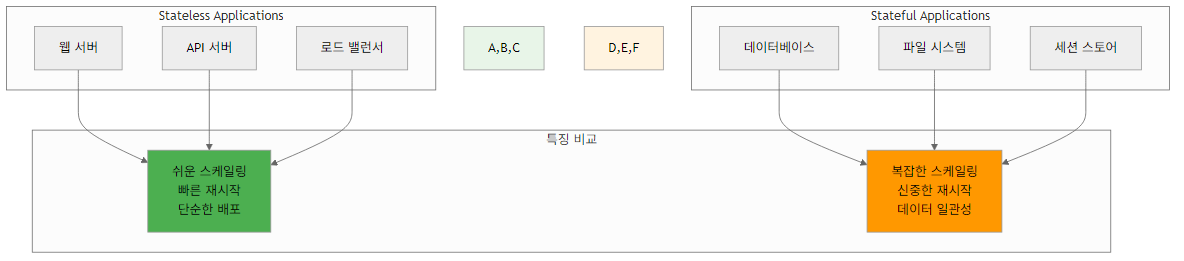 Stateless Applications
웹 서버
API 서버
로드 밸런서
A,B,C
D,E,F
Stateful Applications
데이터베이스
파일 시스템
세션 스토어
특징 비교
쉬운 스케일링
빠른 재시작
단순한 배포
복잡한 스케일링
신중한 재시작
데이터 일관성